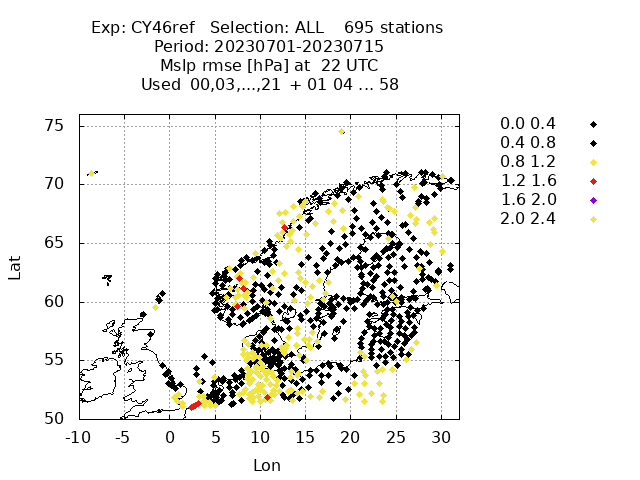 Exp: CY46ref   Selection: ALL    695 stations
Period: 20230701-20230715
Mslp rmse [hPa] at  22 UTC
Used  00,03,...,21  + 01 04 ... 58
0.0 0.4
0.4 0.8
0.8 1.2
1.2 1.6
1.6 2.0
2.0 2.4
75
70
65
60
55
50
Lat
-10 -5 0 5 10 15 20 25 30
Lon